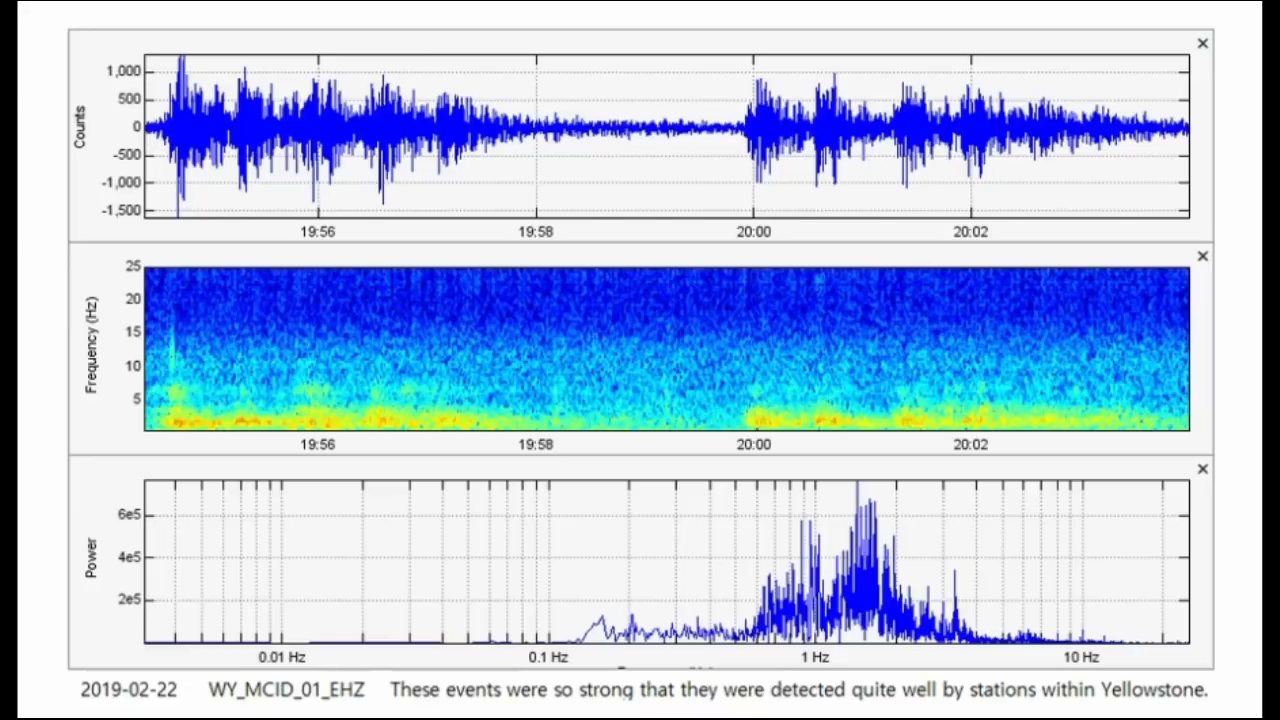 ×
1,000
500
0
-500
-1,000
-1,500
Counts
19:56 19:58 20:00 20:02
×
25
20
15
10
5
Frequency (Hz)
19:56 19:58 20:00 20:02
×
6e5
4e5
2e5
Power
0.01 Hz 0.1 Hz 1 Hz 10 Hz
2019-02-22 WY_MCID_01_EHZ These events were so strong that they were detected quite well by stations within Yellowstone.